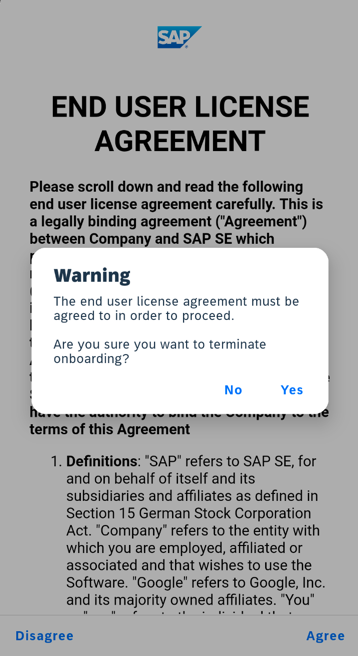 SAP
END USER LICENSE
AGREEMENT
Please scroll down and read the following
end user license agreement carefully. This is
a legally binding agreement ("Agreement")
between Company and SAP SE which
Warning
The end user license agreement must be
agreed to in order to proceed.
Are you sure you want to terminate
onboarding?
No Yes
have the authority to bind the Company to the
terms of this Agreement
1. Definitions: "SAP" refers to SAP SE, for
and on behalf of itself and its
subsidiaries and affiliates as defined in
Section 15 German Stock Corporation
Act. "Company" refers to the entity with
which you are employed, affiliated or
associated and that wishes to use the
Software. "Google" refers to Google, Inc.
and its majority owned affiliates. "You"
Disagree Agree